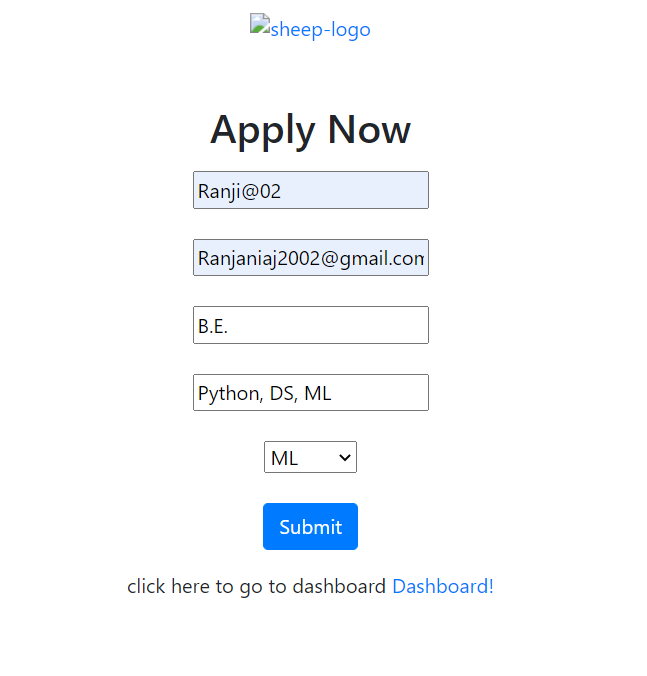 sheep-logo
Apply Now
Ranji@02
Ranjaniaj2002@gmail.com
B.E.
Python, DS, ML
ML
Submit
click here to go to dashboard Dashboard!